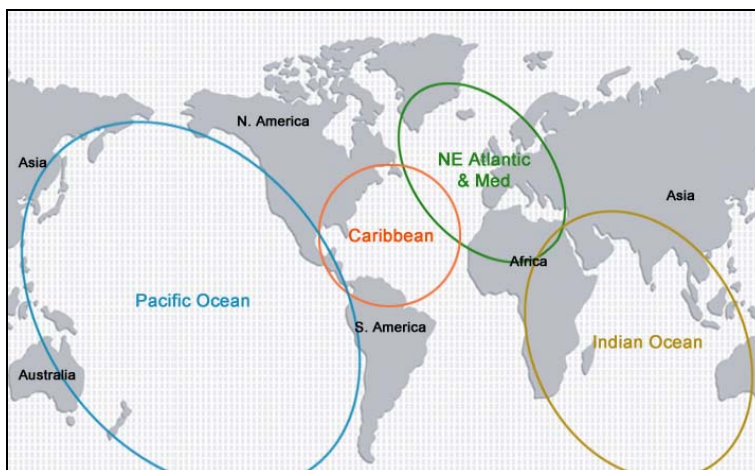 N. America
Asia
NE Atlantic
& Med
Asia
Caribbean
Africa
Pacific Ocean
S. America
Indian Ocean
Australia